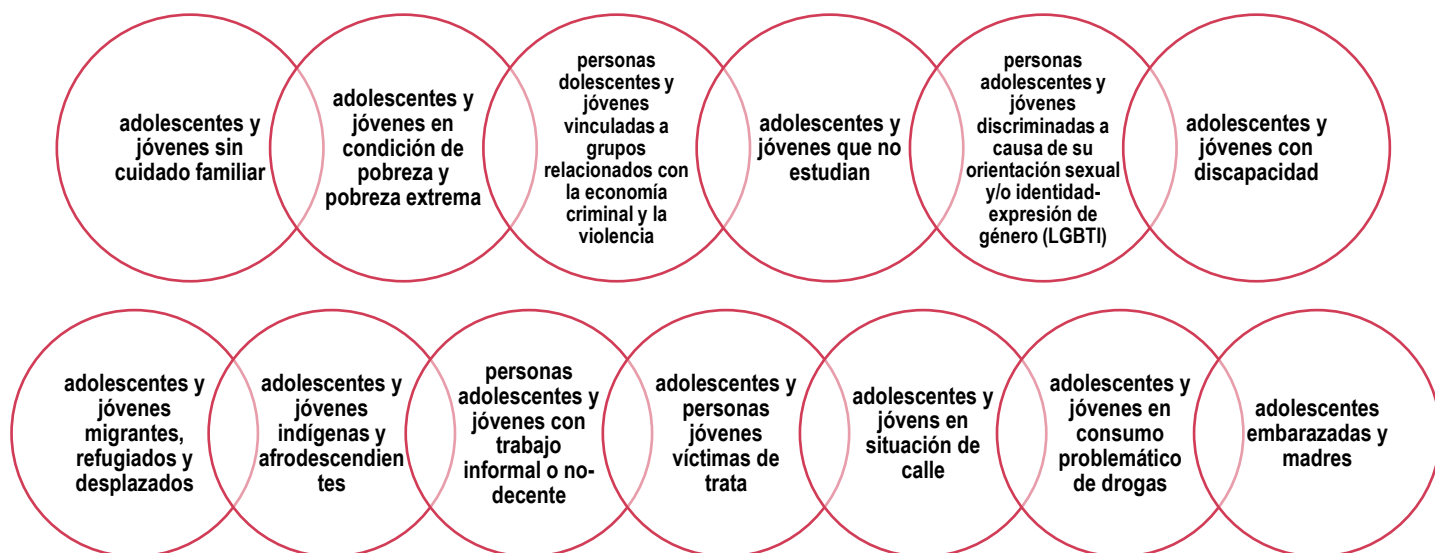 adolescentes y
jóvenes sin
cuidado familiar
adolescentes y
jóvenes en
condición de
pobreza y
pobreza extrema
personas
dolescentes y
jóvenes
vinculadas a
grupos
relacionados con
la economía
criminal y la
violencia
adolescentes y
jóvenes que no
estudian
personas
adolescentes y
jóvenes
discriminadas a
causa de su
orientación sexual
y/o identidad-
expresión de
género (LGBTI)
adolescentes y
jóvenes con
discapacidad
adolescentes y
jóvenes
migrantes,
refugiados y
desplazados
adolescentes y
jóvenes
indígenas y
afrodescendien
tes
personas
adolescentes y
jóvenes con
trabajo
informal o no-
decente
adolescentes y
personas
jóvenes
víctimas de
trata
adolescentes y
jóvens en
situación de
calle
adolescentes y
jóvenes en
consumo
problemático
de drogas
adolescentes
embarazadas y
madres